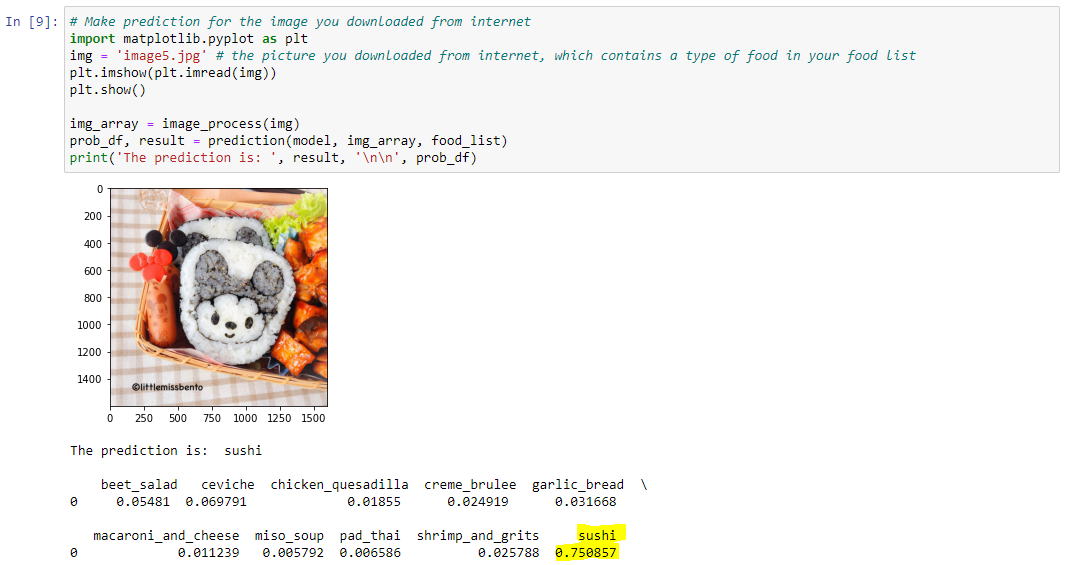 In [9]:
# Make prediction for the image you downloaded from internet
import matplotlib.pyplot as plt
img = 'image5.jpg' # the picture you downloaded from internet, which contains a type of food in your food list
plt.imshow(plt.imread(img))
plt.show()
img_array = image_process(img)
prob_df, result = prediction(model, img_array, food_list)
print('The prediction is: ', result, '\n\n', prob_df)
0
200
400
600
800
1000
1200
1400
©littlemissbento
0 250 500 750 1000 1250 1500
The prediction is:  sushi
beet_salad ceviche chicken_quesadilla creme_brulee garlic_bread \
0 0.05481 0.069791 0.01855 0.024919 0.031668
macaroni_and_cheese miso_soup pad_thai shrimp_and_grits sushi
0 0.011239 0.005792 0.006586 0.025788 0.750857